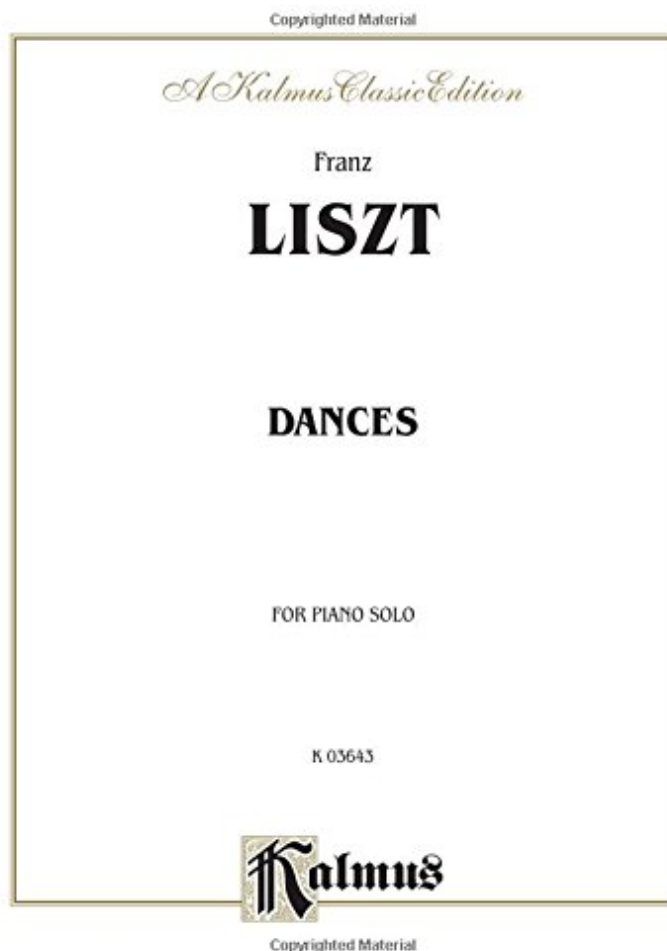 Copyrighted Material
A Kalmus Classic Edition
Franz
LISZT
DANCES
FOR PIANO SOLO
K 03643
Kalmus
Copyrighted Material